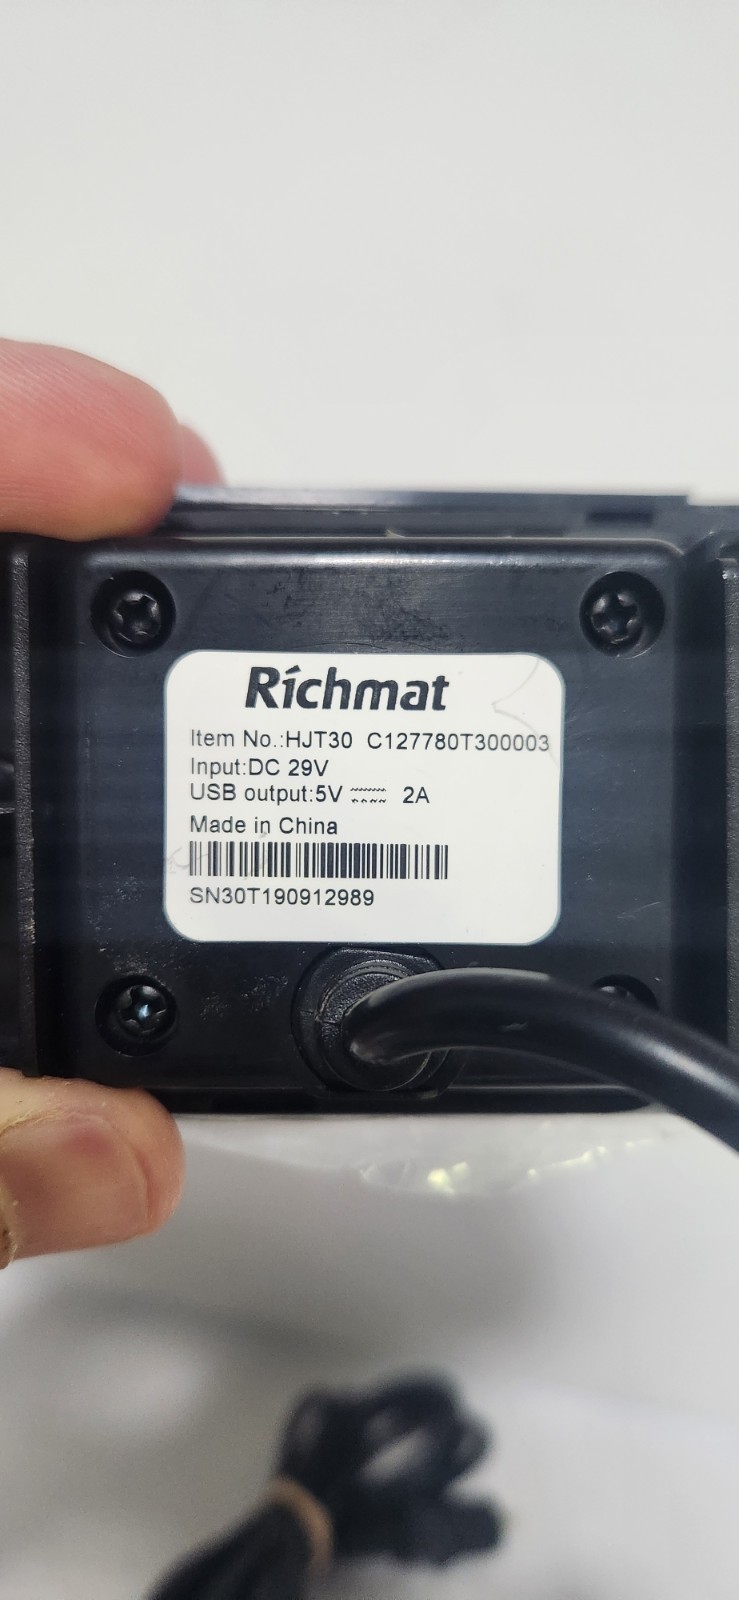 Richmat
Item No.:HJT30 C127780T300003
Input:DC 29V
USB output:5V 2A
Made in China
SN30T190912989